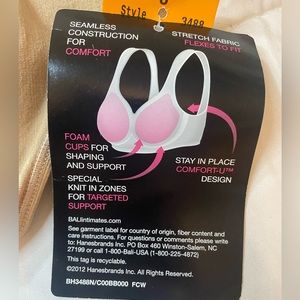 Style 3488
SEAMLESS
CONSTRUCTION
FOR
COMFORT
STRETCH FABRIC
FLEXES TO FIT
FOAM
CUPS FOR
SHAPING
AND SUPPORT
STAY IN PLACE
COMFORT-U™
DESIGN
SPECIAL
KNIT IN ZONES
FOR TARGETED
SUPPORT
BALIintimates.com
See garment label for country of origin, fiber content and
care instructions. For questions or comments please write
to: Hanesbrands Inc. PO Box 460 Winston-Salem, NC
27199 or call 1-800-Bali-USA (1-800-225-4872)
This tag is recyclable.
©2012 Hanesbrands Inc. All Rights Reserved.
BH3488N/C00BB000 FCW